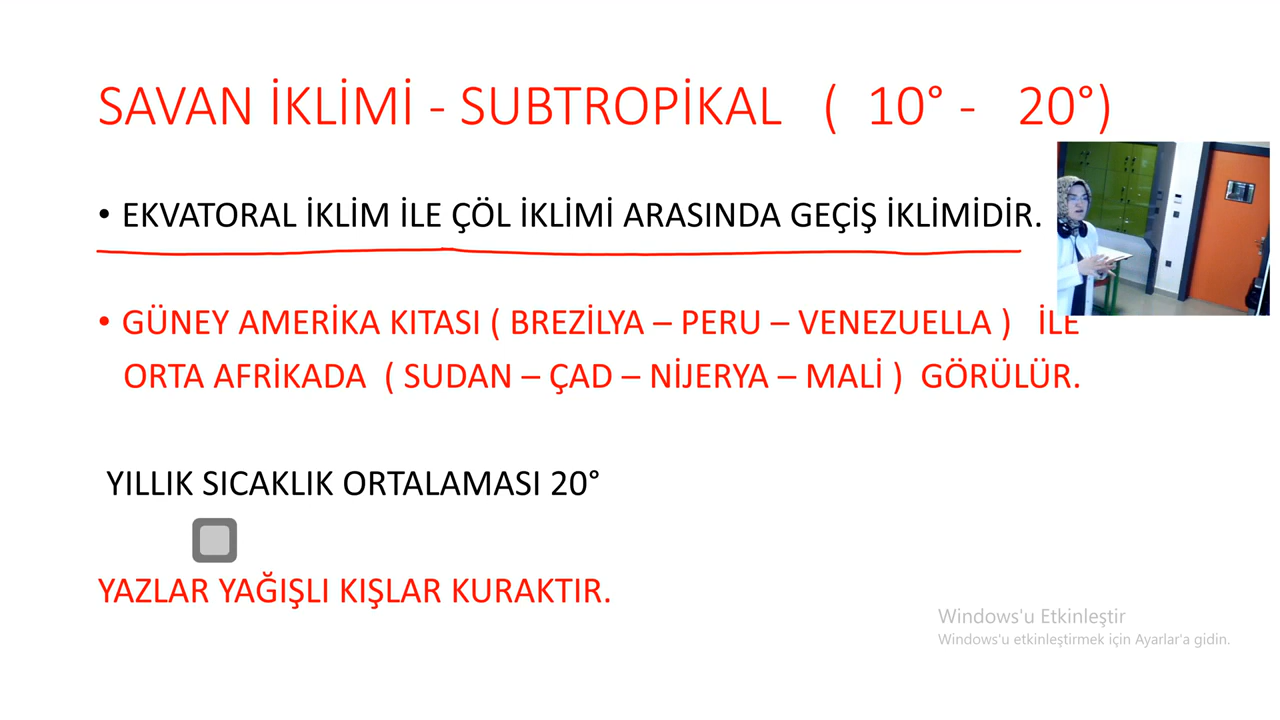 SAVAN İKLİMİ - SUBTROPİKAL ( 10° - 20°)
• EKVATORAL İKLİM İLE ÇÖL İKLİMİ ARASINDA GEÇİŞ İKLİMİDİR.
• GÜNEY AMERİKA KITASI ( BREZİLYA – PERU – VENEZUELLA ) İLE
ORTA AFRİKADA ( SUDAN – ÇAD – NİJERYA – MALİ ) GÖRÜLÜR.
YILLIK SICAKLIK ORTALAMASI 20°
YAZLAR YAĞIŞLI KIŞLAR KURAKTIR.
Windows'u Etkinleştir
Windows'u etkinleştirmek için Ayarlar'a gidin.